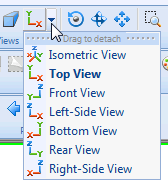 Views
Drag to detach
Isometric View
Top View
Front View
Left-Side View
Bottom View
Rear View
Right-Side View